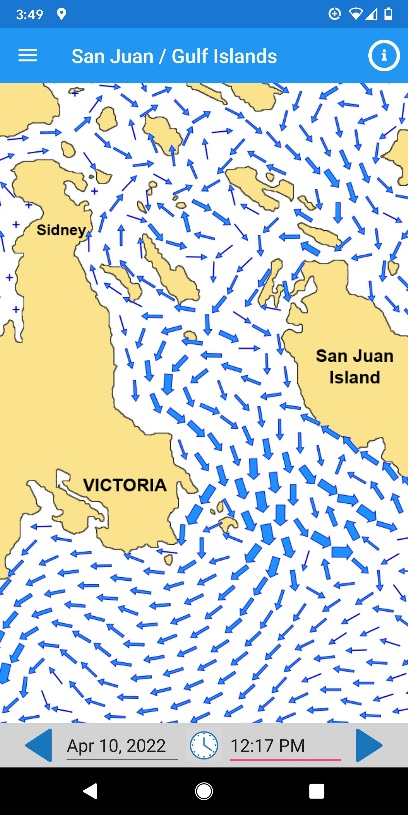 3:49
San Juan / Gulf Islands
i
Sidney
San Juan
Island
VICTORIA
Apr 10, 2022
12:17 PM